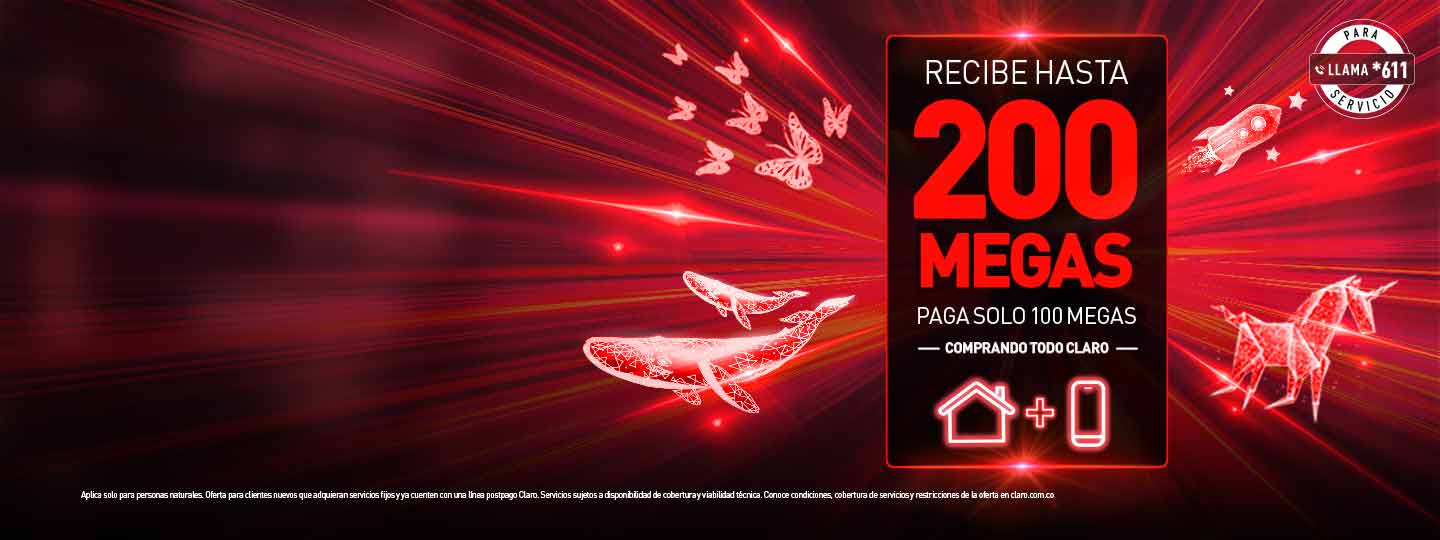 RECIBE HASTA
200
MEGAS
PAGA SOLO 100 MEGAS
COMPRANDO TODO CLARO
PARA
LLAMA *611
SERVICIO
Aplica solo para personas naturales. Oferta para clientes nuevos que adquieran servicios fijos y ya cuenten con una línea postpago Claro. Servicios sujetos a disponibilidad de cobertura y viabilidad técnica. Conoce condiciones, cobertura de servicios y restricciones de la oferta en claro.com.co